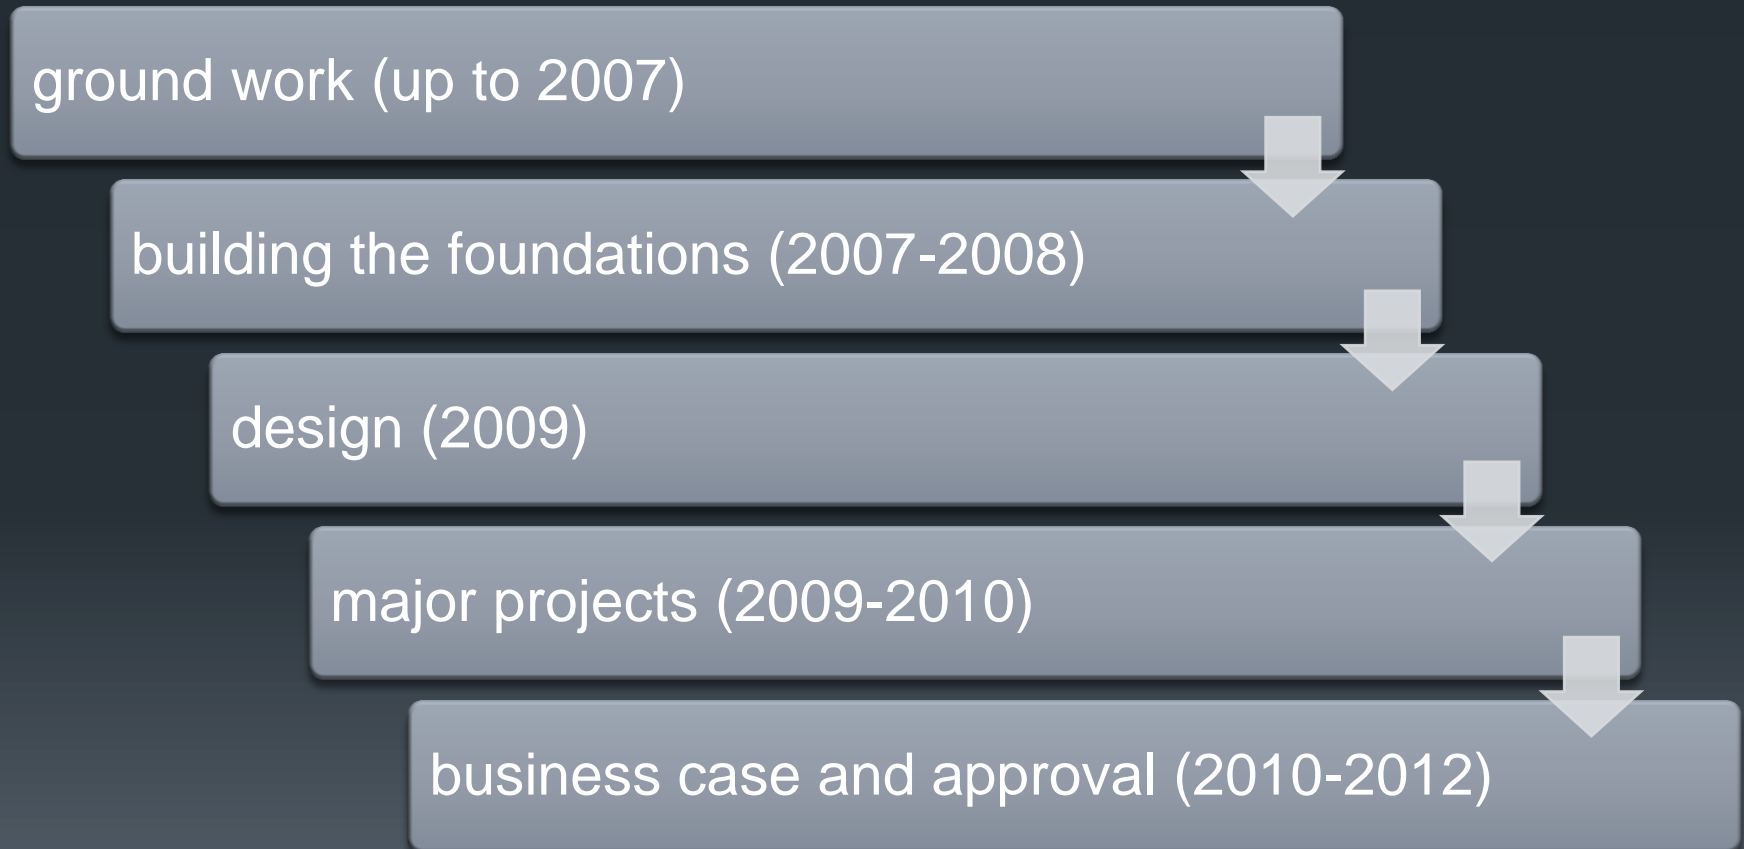 ground work (up to 2007)
building the foundations (2007-2008)
design (2009)
major projects (2009-2010)
business case and approval (2010-2012)